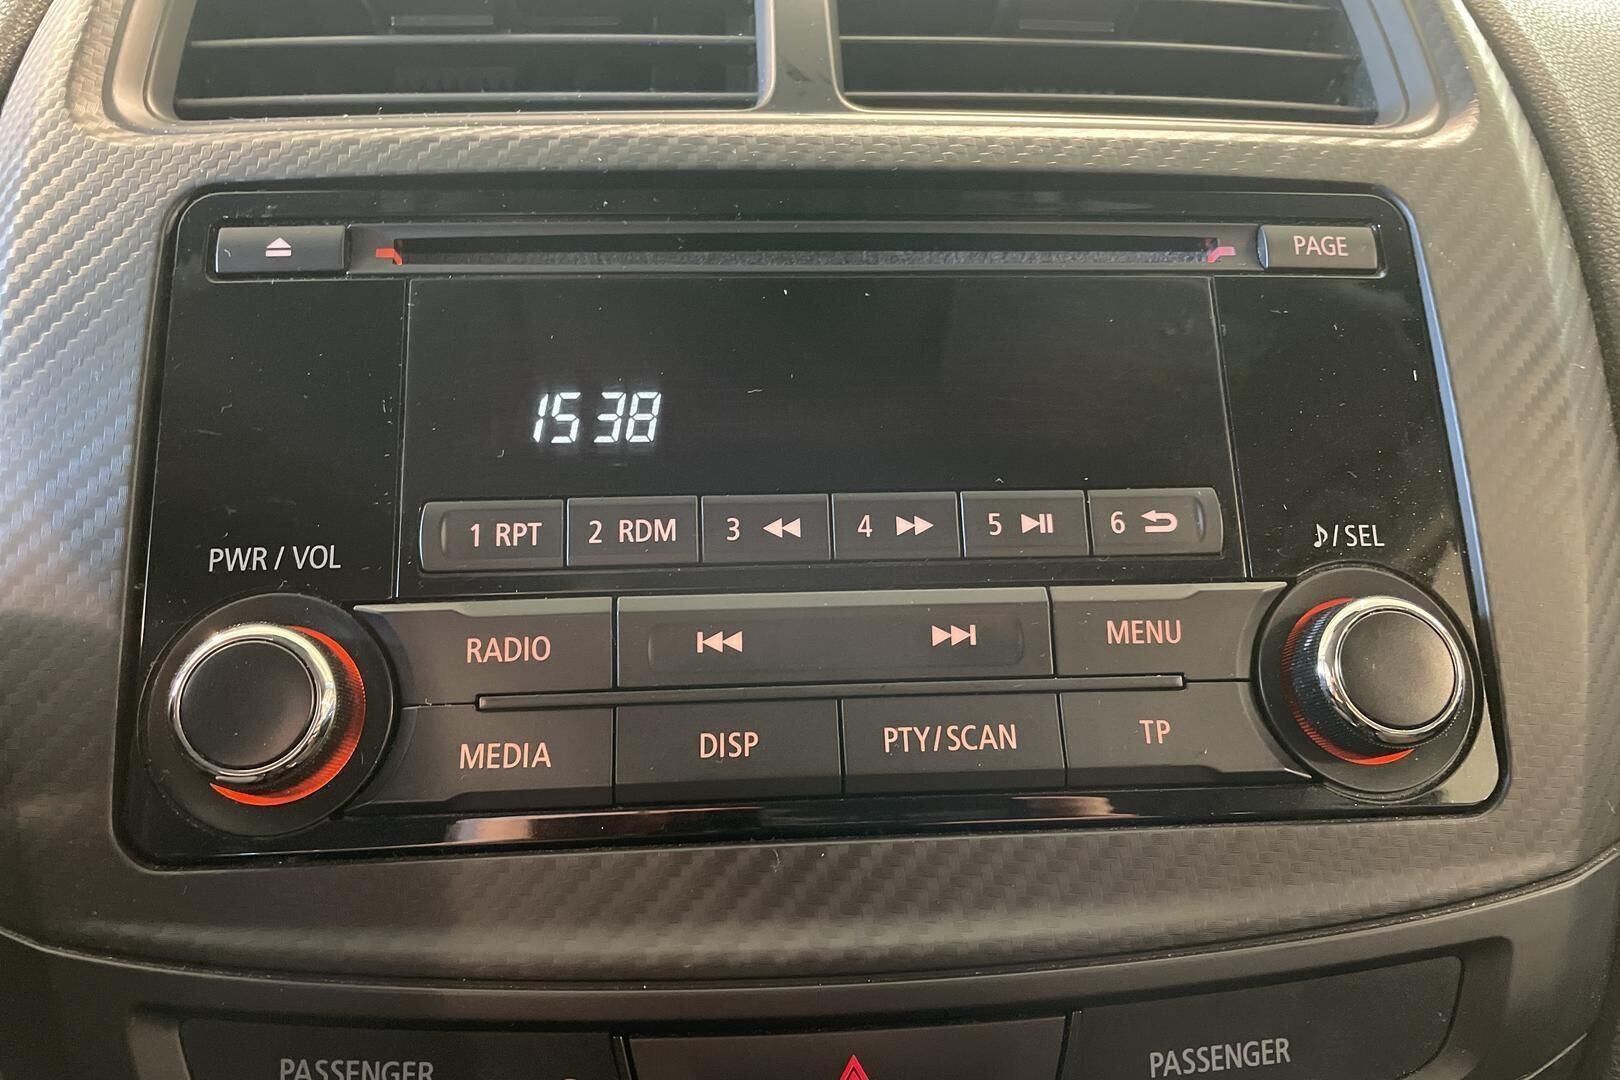 PAGE
15 38
1 RPT 2 RDM 3 4 5 6
PWR / VOL
♪/ SEL
RADIO
MENU
MEDIA DISP PTY/SCAN TP
PASSENGER
PASSENGER